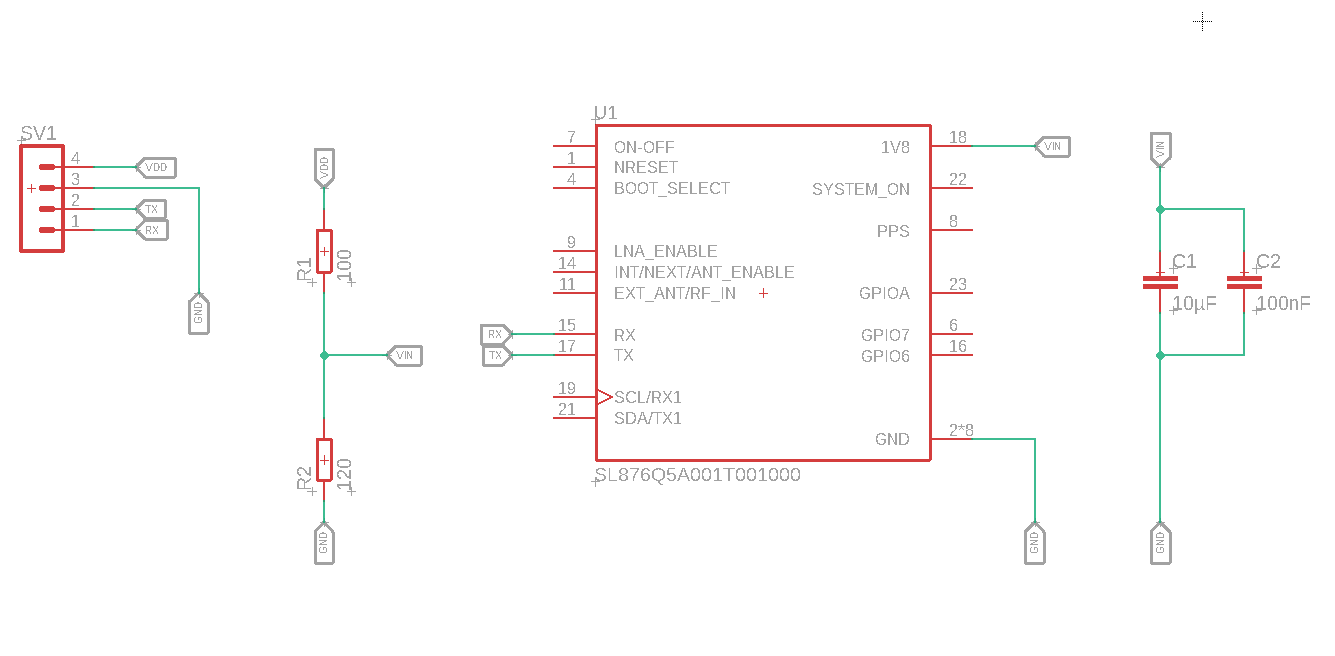 SV1
4
VDD
3
2
TX
1
RX
GND
VDD
R1
100
VIN
R2
120
GND
U1
7
ON-OFF
1
NRESET
4
BOOT_SELECT
9
LNA_ENABLE
14
INT/NEXT/ANT_ENABLE
11
EXT_ANT/RF_IN
RX
15
RX
TX
17
TX
19
SCL/RX1
21
SDA/TX1
1V8
18
VIN
SYSTEM_ON
22
PPS
8
GPIOA
23
GPIO7
6
GPIO6
16
GND
2*8
GND
SL876Q5A001T001000
VIN
C1
10µF
C2
100nF
GND